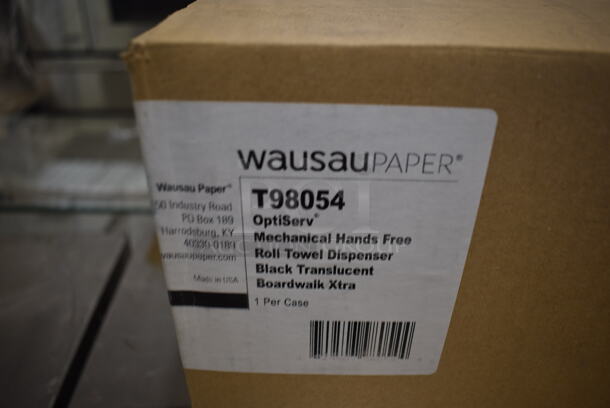 wausauPAPER®
Wausau Paper®
50 Industry Road
PO Box 189
Harrodsburg, KY
40330-0189
wausaupaper.com
Made in USA
T98054
OptiServ®
Mechanical Hands Free
Roll Towel Dispenser
Black Translucent
Boardwalk Xtra
1 Per Case